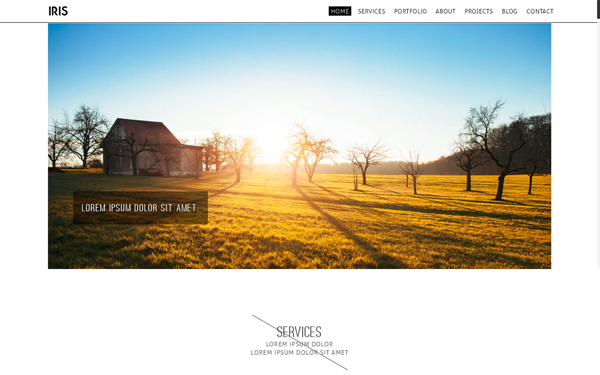 IRIS
HOME SERVICES PORTFOLIO ABOUT PROJECTS BLOG CONTACT
LOREM IPSUM DOLOR SIT AMET
SERVICES
LOREM IPSUM DOLOR
LOREM IPSUM DOLOR SIT AMET